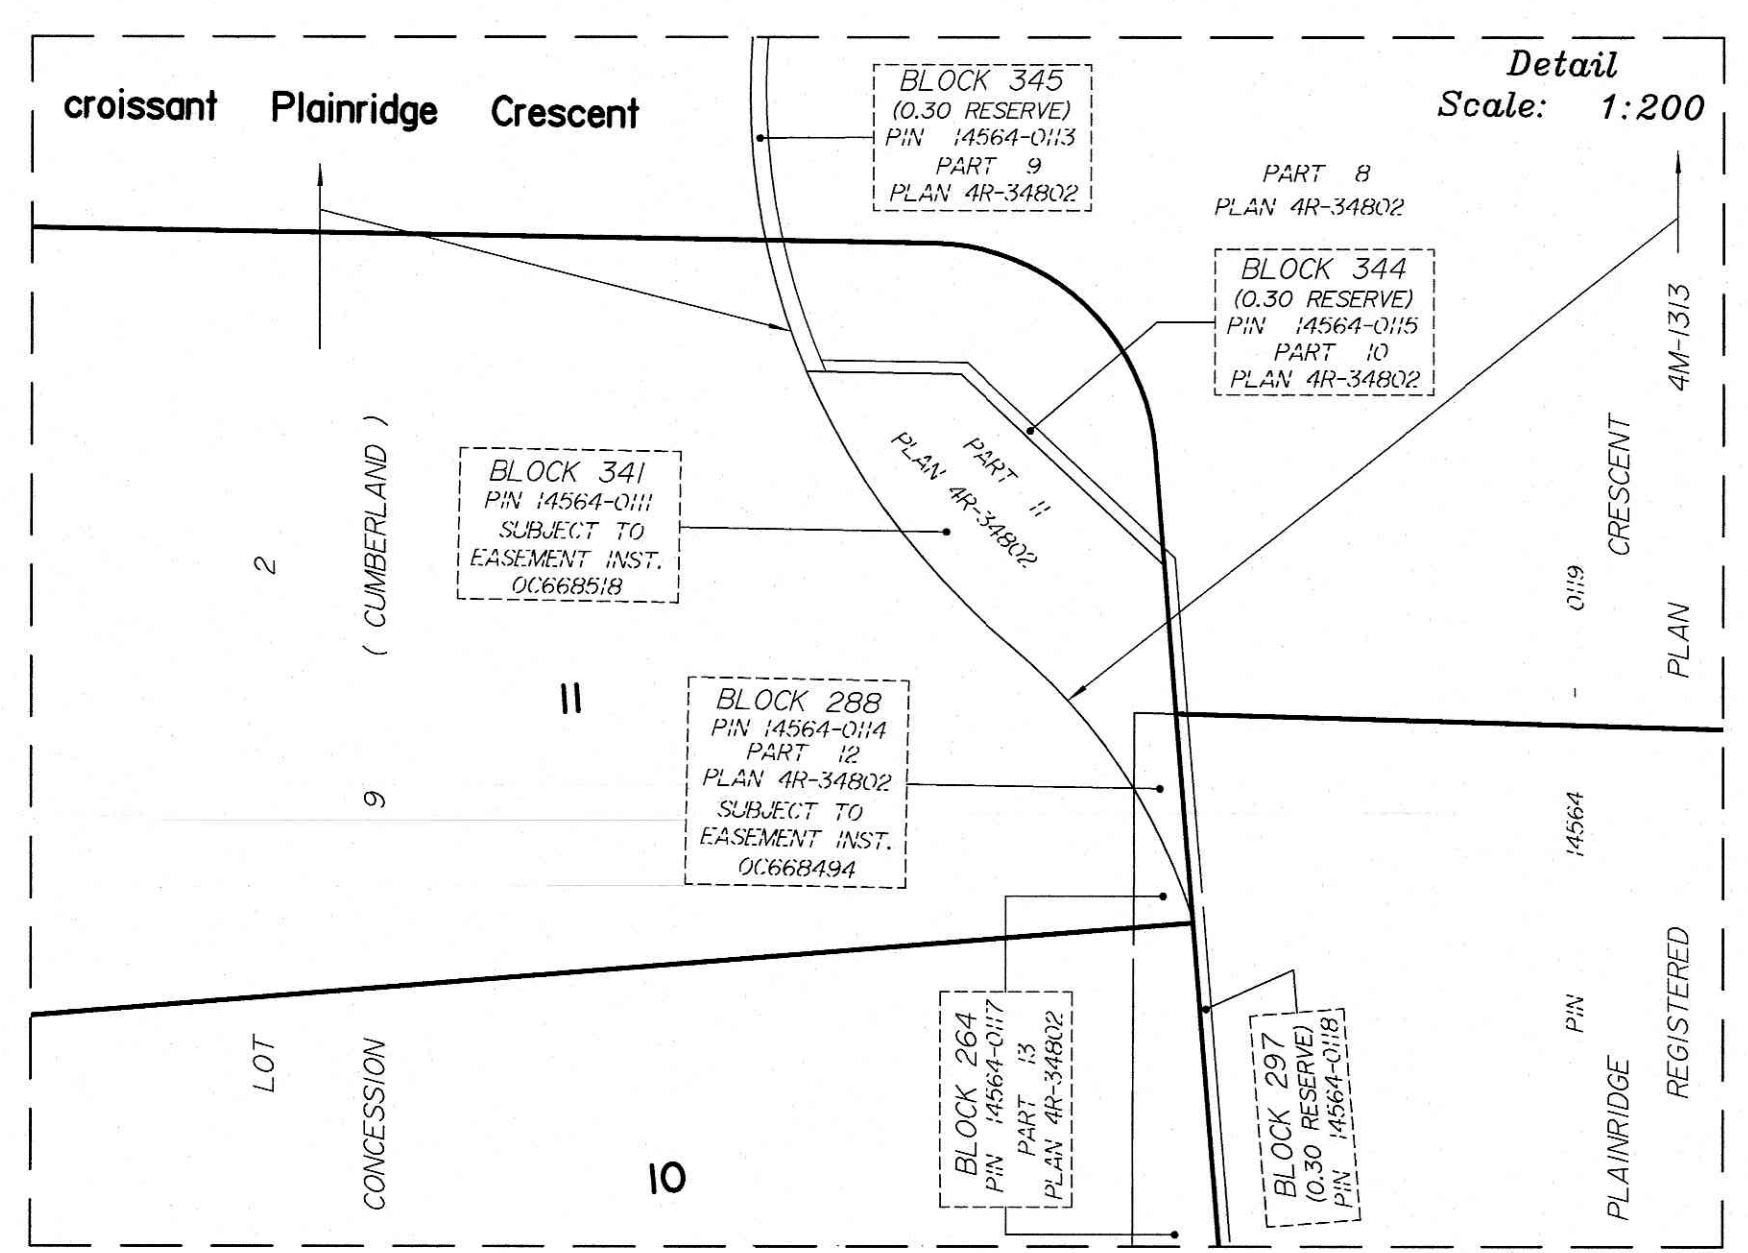 Detail
Scale: 1:200
croissant Plainridge Crescent
BLOCK 345
(0.30 RESERVE)
PIN 14564-0113
PART 9
PLAN 4R-34802
PART 8
PLAN 4R-34802
BLOCK 344
(0.30 RESERVE)
PIN 14564-0115
PART 10
PLAN 4R-34802
BLOCK 341
PIN 14564-0111
SUBJECT TO
EASEMENT INST.
OC668518
PART 11
PLAN 4R-34802
11
BLOCK 288
PIN 14564-0114
PART 12
PLAN 4R-34802
SUBJECT TO
EASEMENT INST.
OC668494
LOT 2
CONCESSION 9 ( CUMBERLAND )
10
BLOCK 264
PIN 14564-0117
PART 13
PLAN 4R-34802
BLOCK 297
(0.30 RESERVE)
PIN 14564-0118
PIN 14564 - 0119
PLAINRIDGE CRESCENT
REGISTERED PLAN 4M-1313